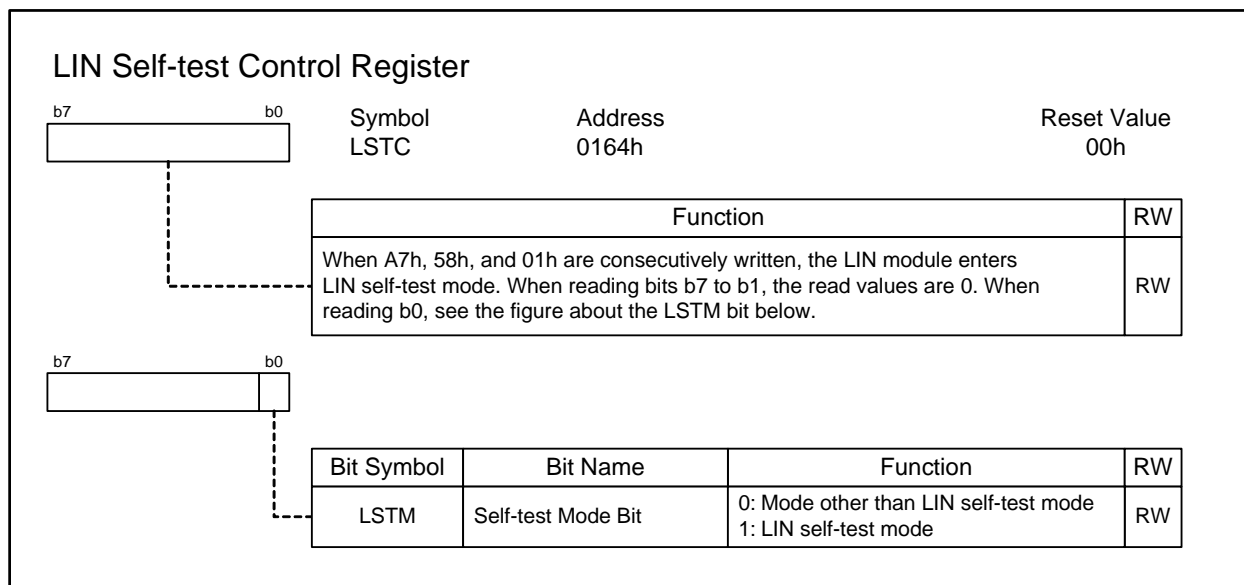 LIN Self-test Control Register
b7 b0
Symbol Address Reset Value
LSTC 0164h 00h
Function RW
When A7h, 58h, and 01h are consecutively written, the LIN module enters
LIN self-test mode. When reading bits b7 to b1, the read values are 0. When
reading b0, see the figure about the LSTM bit below.
RW
b7 b0
Bit Symbol Bit Name Function RW
LSTM Self-test Mode Bit
0: Mode other than LIN self-test mode
1: LIN self-test mode
RW